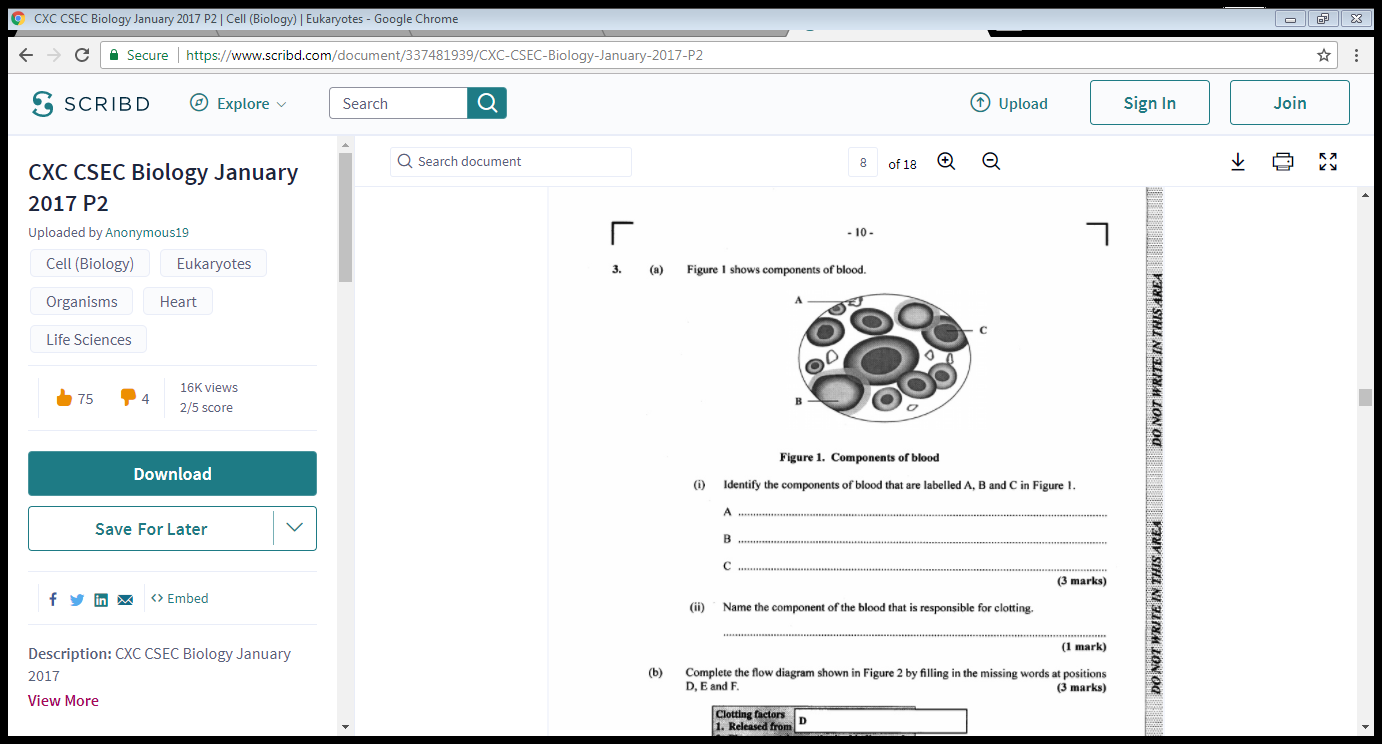 CXC CSEC Biology January 2017 P2 | Cell (Biology) | Eukaryotes - Google Chrome
Secure https://www.scribd.com/document/337481939/CXC-CSEC-Biology-January-2017-P2
SCRIBD Explore Search Upload Sign In Join
CXC CSEC Biology January
2017 P2
Uploaded by Anonymous19
Cell (Biology) Eukaryotes
Organisms Heart
Life Sciences
75 4 16K views
2/5 score
Download
Save For Later
Embed
Description: CXC CSEC Biology January
2017
View More
Search document 8 of 18
- 10 -
3. (a) Figure 1 shows components of blood.
A
C
B
Figure 1. Components of blood
(i) Identify the components of blood that are labelled A, B and C in Figure 1.
A
B
C
(3 marks)
(ii) Name the component of the blood that is responsible for clotting.
(1 mark)
(b) Complete the flow diagram shown in Figure 2 by filling in the missing words at positions
D, E and F. (3 marks)
Clotting factors
1. Released from D
DO NOT WRITE IN THIS AREA
DO NOT WRITE IN THIS AREA